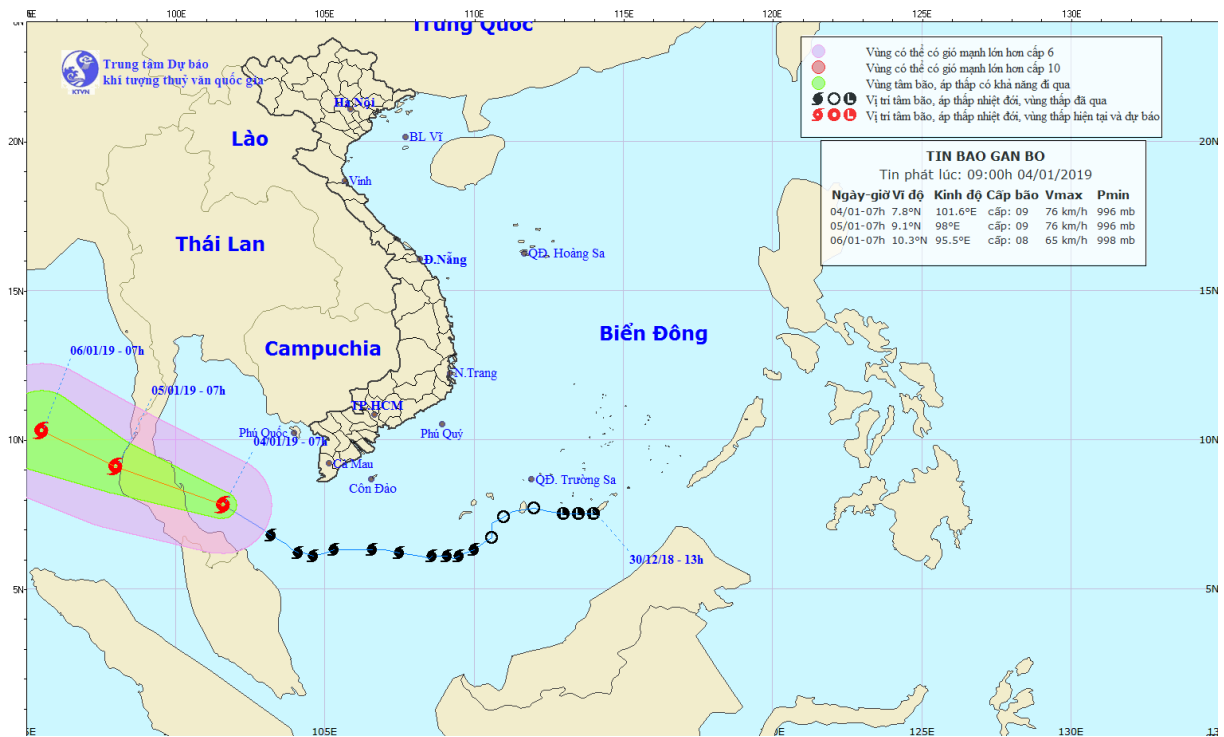 5E
100E
105E
110E
115E
120E
125E
130E
13
5N
Trung Quốc
Trung tâm Dự báo
khí tượng thuỷ văn quốc gia
KTVN
Vùng có thể có gió mạnh lớn hơn cấp 6
Vùng có thể có gió mạnh lớn hơn cấp 10
Vùng tâm bão, áp thấp có khả năng đi qua
L Vị trí tâm bão, áp thấp nhiệt đới, vùng thấp đã qua
L Vị trí tâm bão, áp thấp nhiệt đới, vùng thấp hiện tại và dự báo
Hà Nội
BL Vĩ
Lào
20N
20N
TIN BAO GAN BO
Tin phát lúc: 09:00h 04/01/2019
Ngày-giờ Vĩ độ Kinh độ Cấp bão Vmax Pmin
04/01-07h 7.8°N 101.6°E cấp: 09 76 km/h 996 mb
05/01-07h 9.1°N 98°E cấp: 09 76 km/h 996 mb
06/01-07h 10.3°N 95.5°E cấp: 08 65 km/h 998 mb
Vinh
Thái Lan
Đ.Nẵng
QĐ. Hoàng Sa
15N
15N
Biển Đông
Campuchia
06/01/19 - 07h
05/01/19 - 07h
N.Trang
TP.HCM
Phú Quốc
Phú Quý
04/01/19 - 07h
10N
10N
Cà Mau
Côn Đảo
QĐ. Trường Sa
L L L
30/12/18 - 13h
5N
5N
5E
105E
110E
115E
120E
125E
130E
13